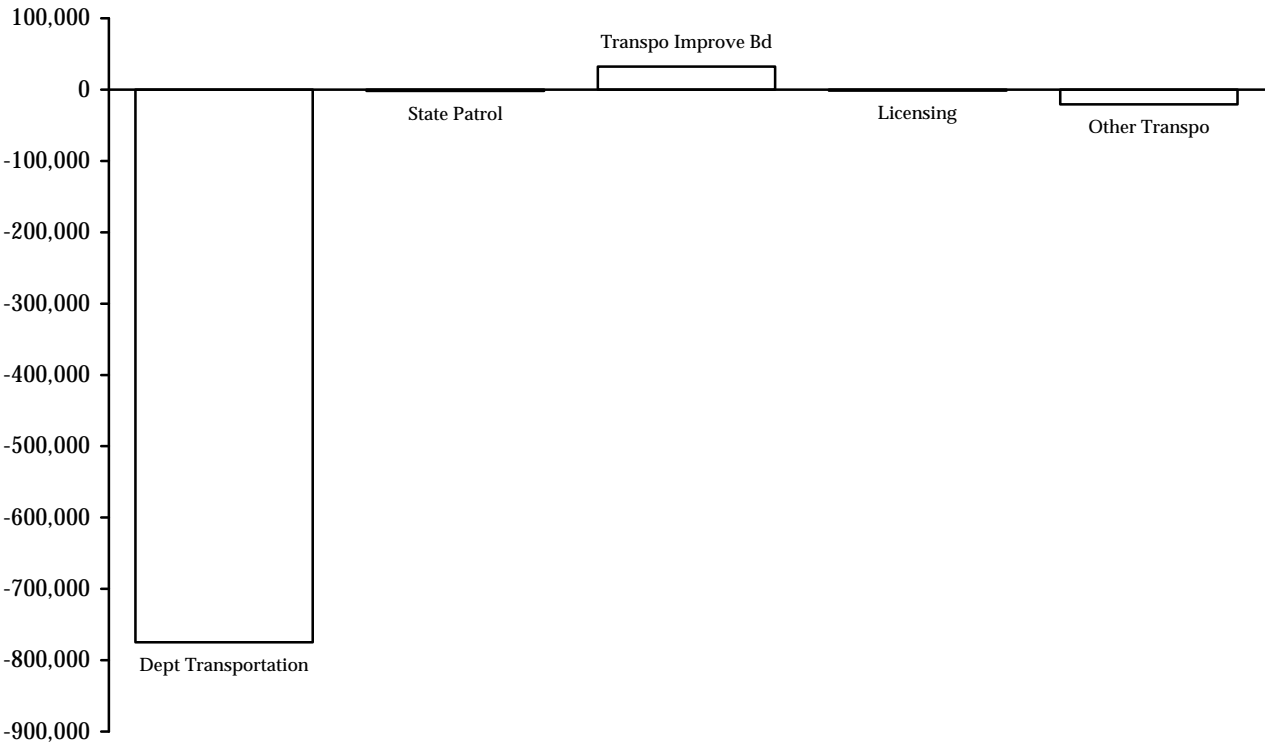 100,000
0
-100,000
-200,000
-300,000
-400,000
-500,000
-600,000
-700,000
-800,000
-900,000
Transpo Improve Bd
State Patrol
Licensing
Other Transpo
Dept Transportation